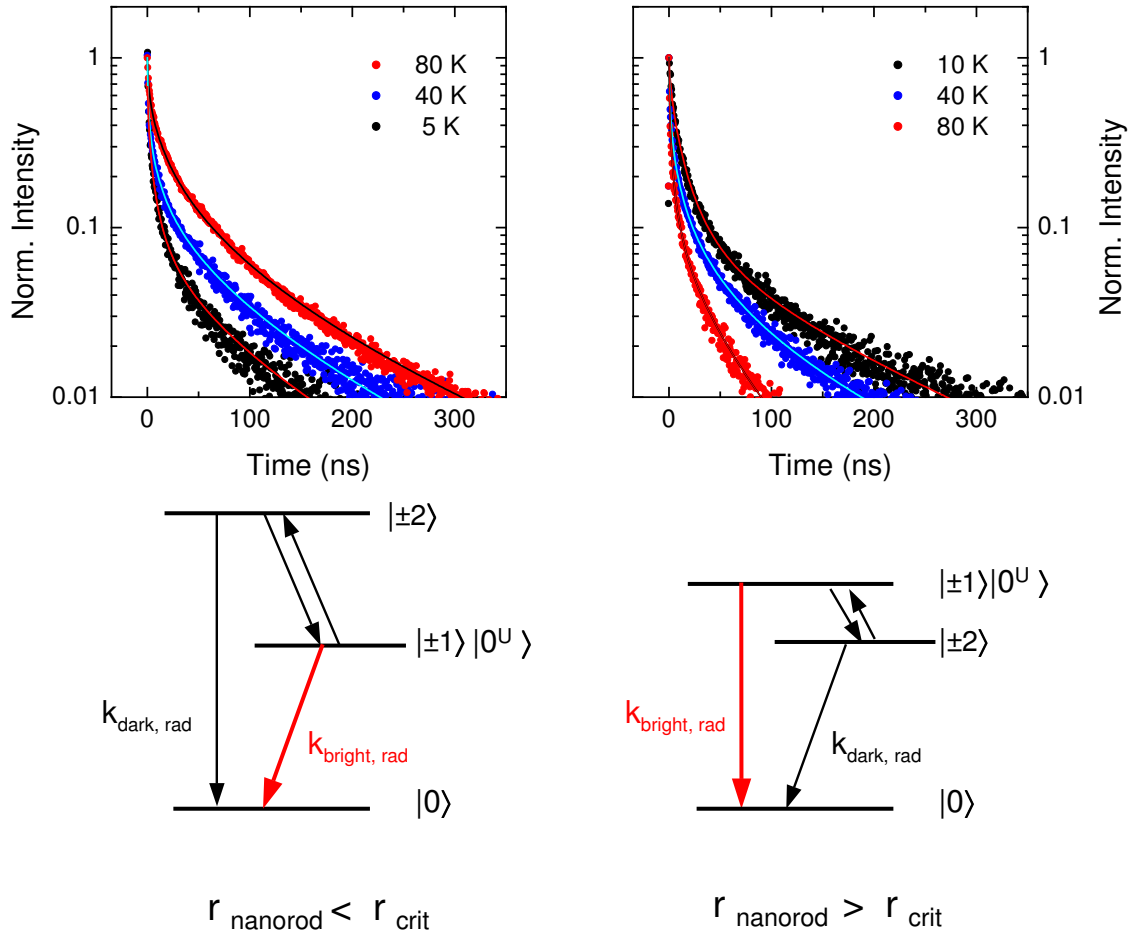 80 K
40 K
5 K
1
0.1
0.01
Norm. Intensity
0 100 200 300
Time (ns)
10 K
40 K
80 K
1
0.1
0.01
Norm. Intensity
0 100 200 300
Time (ns)
|±2⟩
|±1⟩ |0ᵁ ⟩
k dark, rad
k bright, rad
|0⟩
r nanorod < r crit
|±1⟩|0ᵁ ⟩
|±2⟩
k bright, rad
k dark, rad
|0⟩
r nanorod > r crit